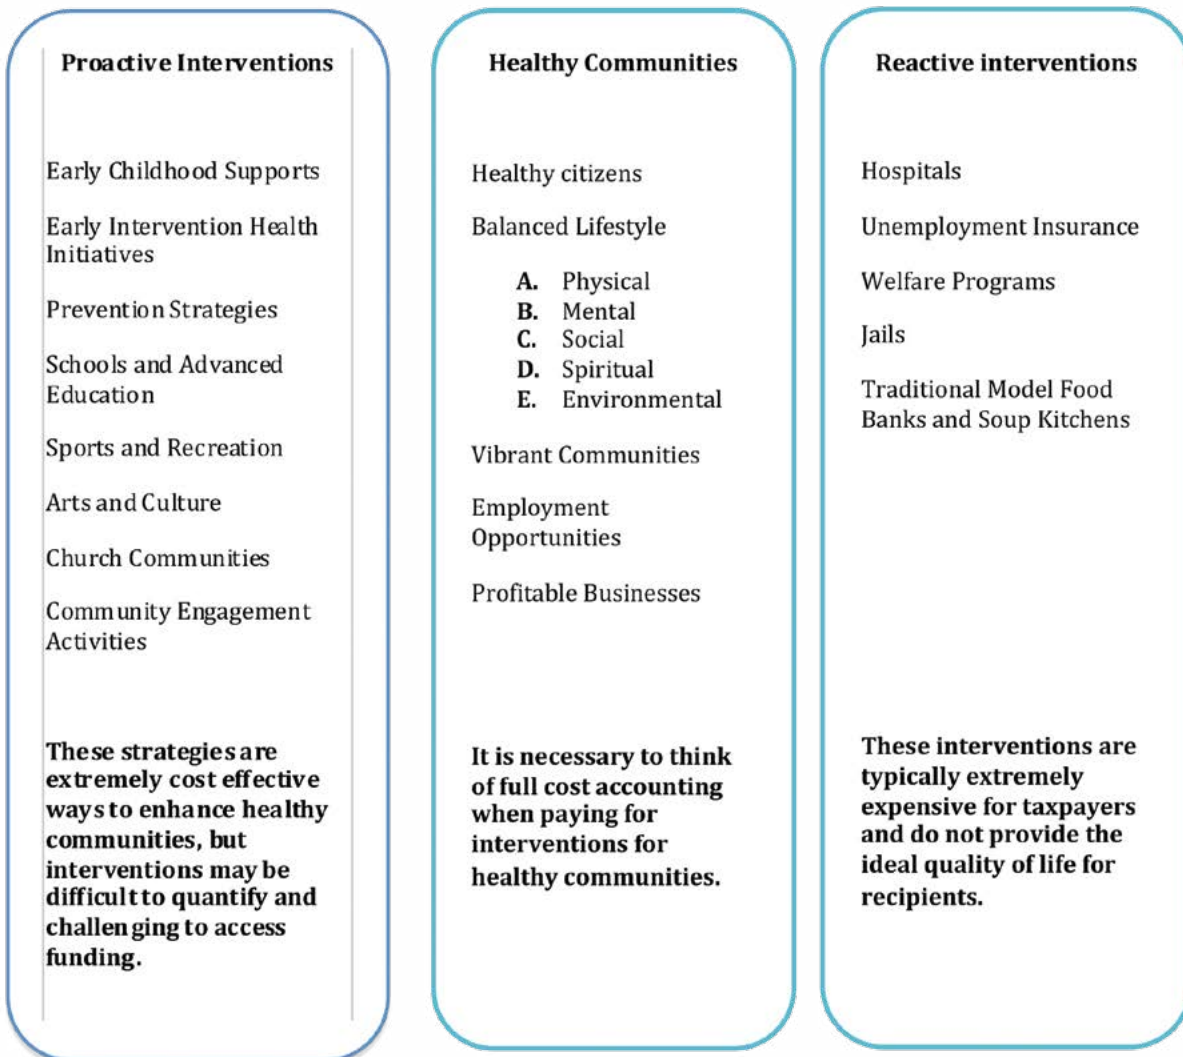 Proactive Interventions
Early Childhood Supports
Early Intervention Health
Initiatives
Prevention Strategies
Schools and Advanced
Education
Sports and Recreation
Arts and Culture
Church Communities
Community Engagement
Activities
These strategies are
extremely cost effective
ways to enhance healthy
communities, but
interventions may be
difficult to quantify and
challenging to access
funding.
Healthy Communities
Healthy citizens
Balanced Lifestyle
A. Physical
B. Mental
C. Social
D. Spiritual
E. Environmental
Vibrant Communities
Employment
Opportunities
Profitable Businesses
It is necessary to think
of full cost accounting
when paying for
interventions for
healthy communities.
Reactive interventions
Hospitals
Unemployment Insurance
Welfare Programs
Jails
Traditional Model Food
Banks and Soup Kitchens
These interventions are
typically extremely
expensive for taxpayers
and do not provide the
ideal quality of life for
recipients.